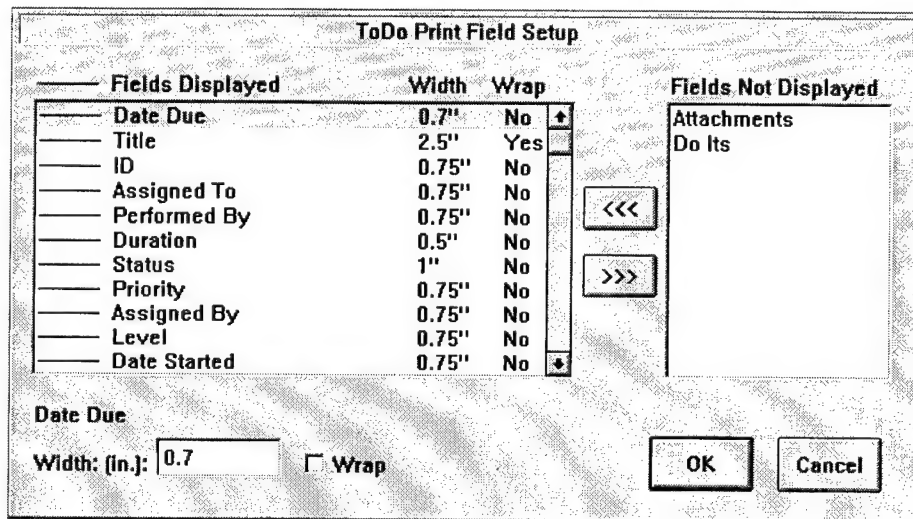 ToDo Print Field Setup
Fields Displayed Width Wrap
Date Due 0.7" No
Title 2.5" Yes
ID 0.75" No
Assigned To 0.75" No
Performed By 0.75" No
Duration 0.5" No
Status 1" No
Priority 0.75" No
Assigned By 0.75" No
Level 0.75" No
Date Started 0.75" No
Fields Not Displayed
Attachments
Do Its
<<<
>>>
Date Due
Width: (in.): 0.7 Wrap
OK Cancel